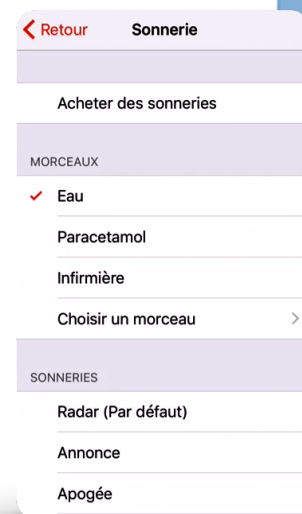 Retour Sonnerie
Acheter des sonneries
MORCEAUX
Eau
Paracetamol
Infirmière
Choisir un morceau
SONNERIES
Radar (Par défaut)
Annonce
Apogée